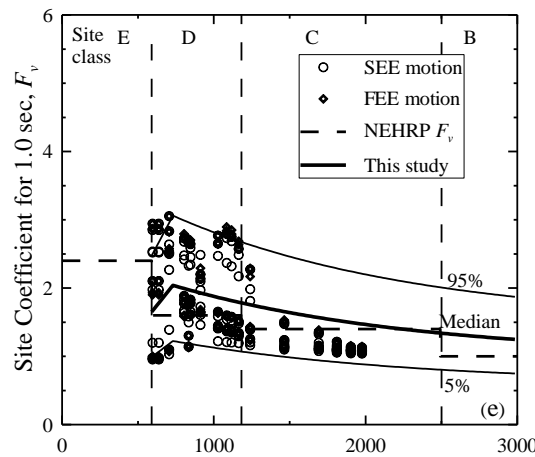 6
Site class
E
D
C
B
SEE motion
FEE motion
NEHRP Fv
This study
4
Site Coefficient for 1.0 sec, Fv
2
95%
Median
5%
(e)
0
0
1000
2000
3000